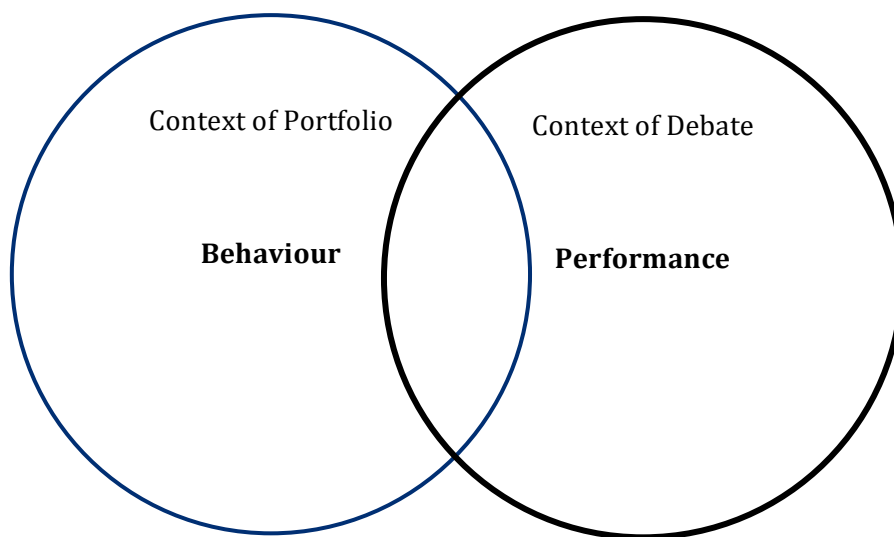 Context of Portfolio
Context of Debate
Behaviour
Performance